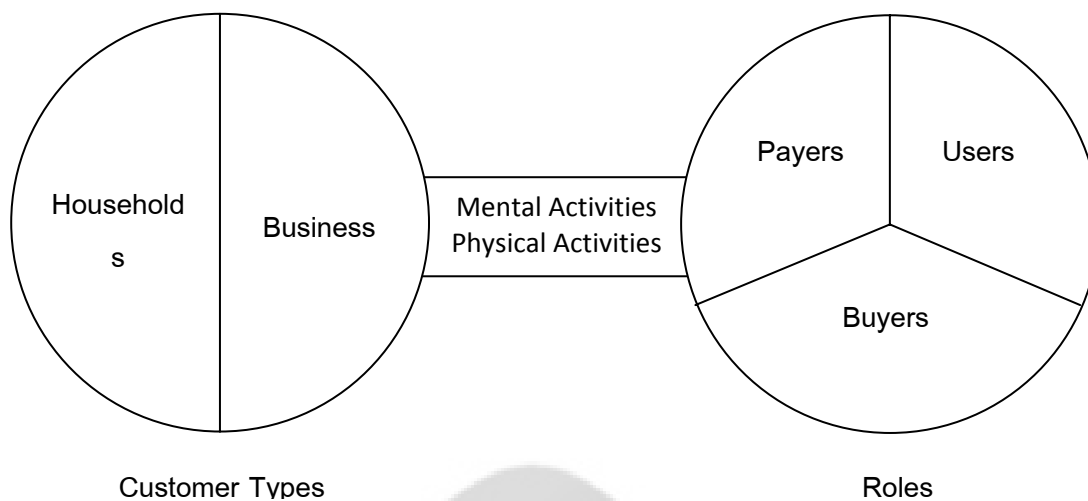 Household
s
Business
Mental Activities
Physical Activities
Payers
Users
Buyers
Customer Types
Roles